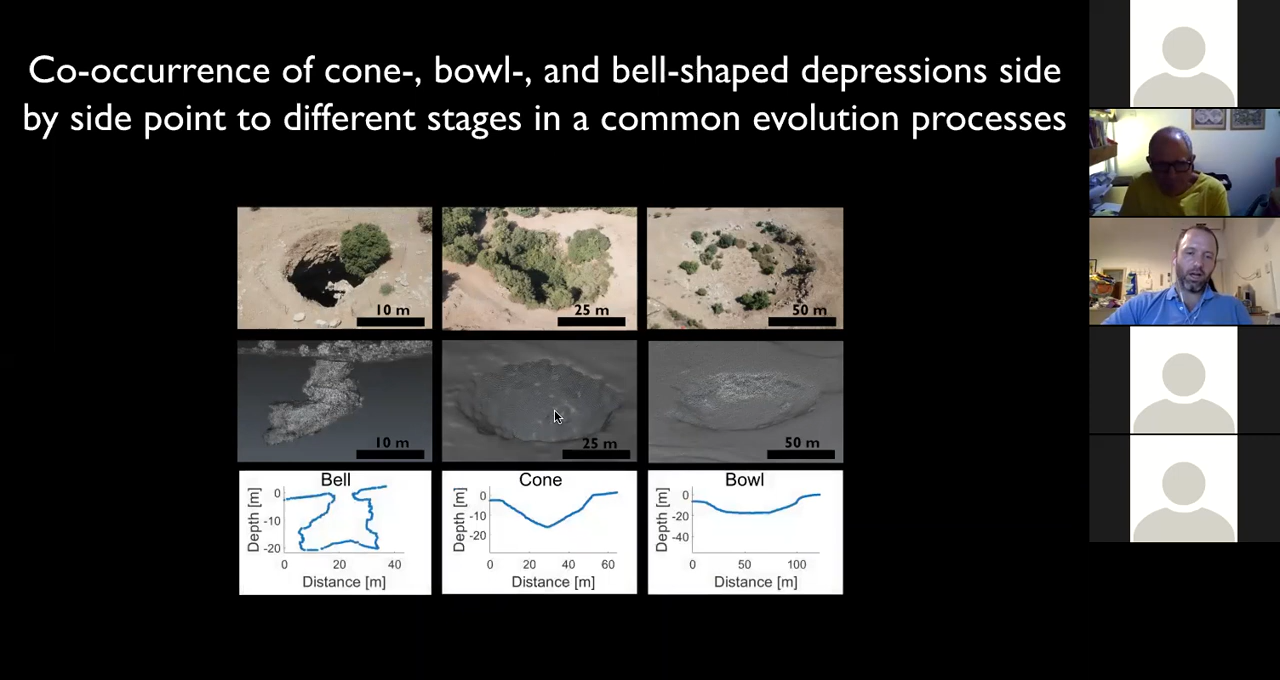 Co-occurrence of cone-, bowl-, and bell-shaped depressions side
by side point to different stages in a common evolution processes
10 m
25 m
50 m
10 m
25 m
50 m
Bell
Depth [m]
0
-10
-20
0
20
40
Distance [m]
Cone
Depth [m]
0
-10
-20
0
20
40
60
Distance [m]
Bowl
Depth [m]
0
-20
-40
0
50
100
Distance [m]